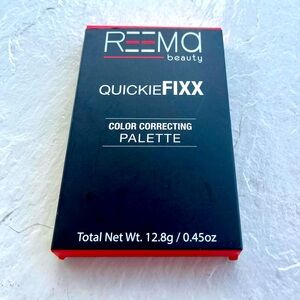 REEMa
beauty
QUICKIEFIXX
COLOR CORRECTING
PALETTE
Total Net Wt. 12.8g / 0.45oz